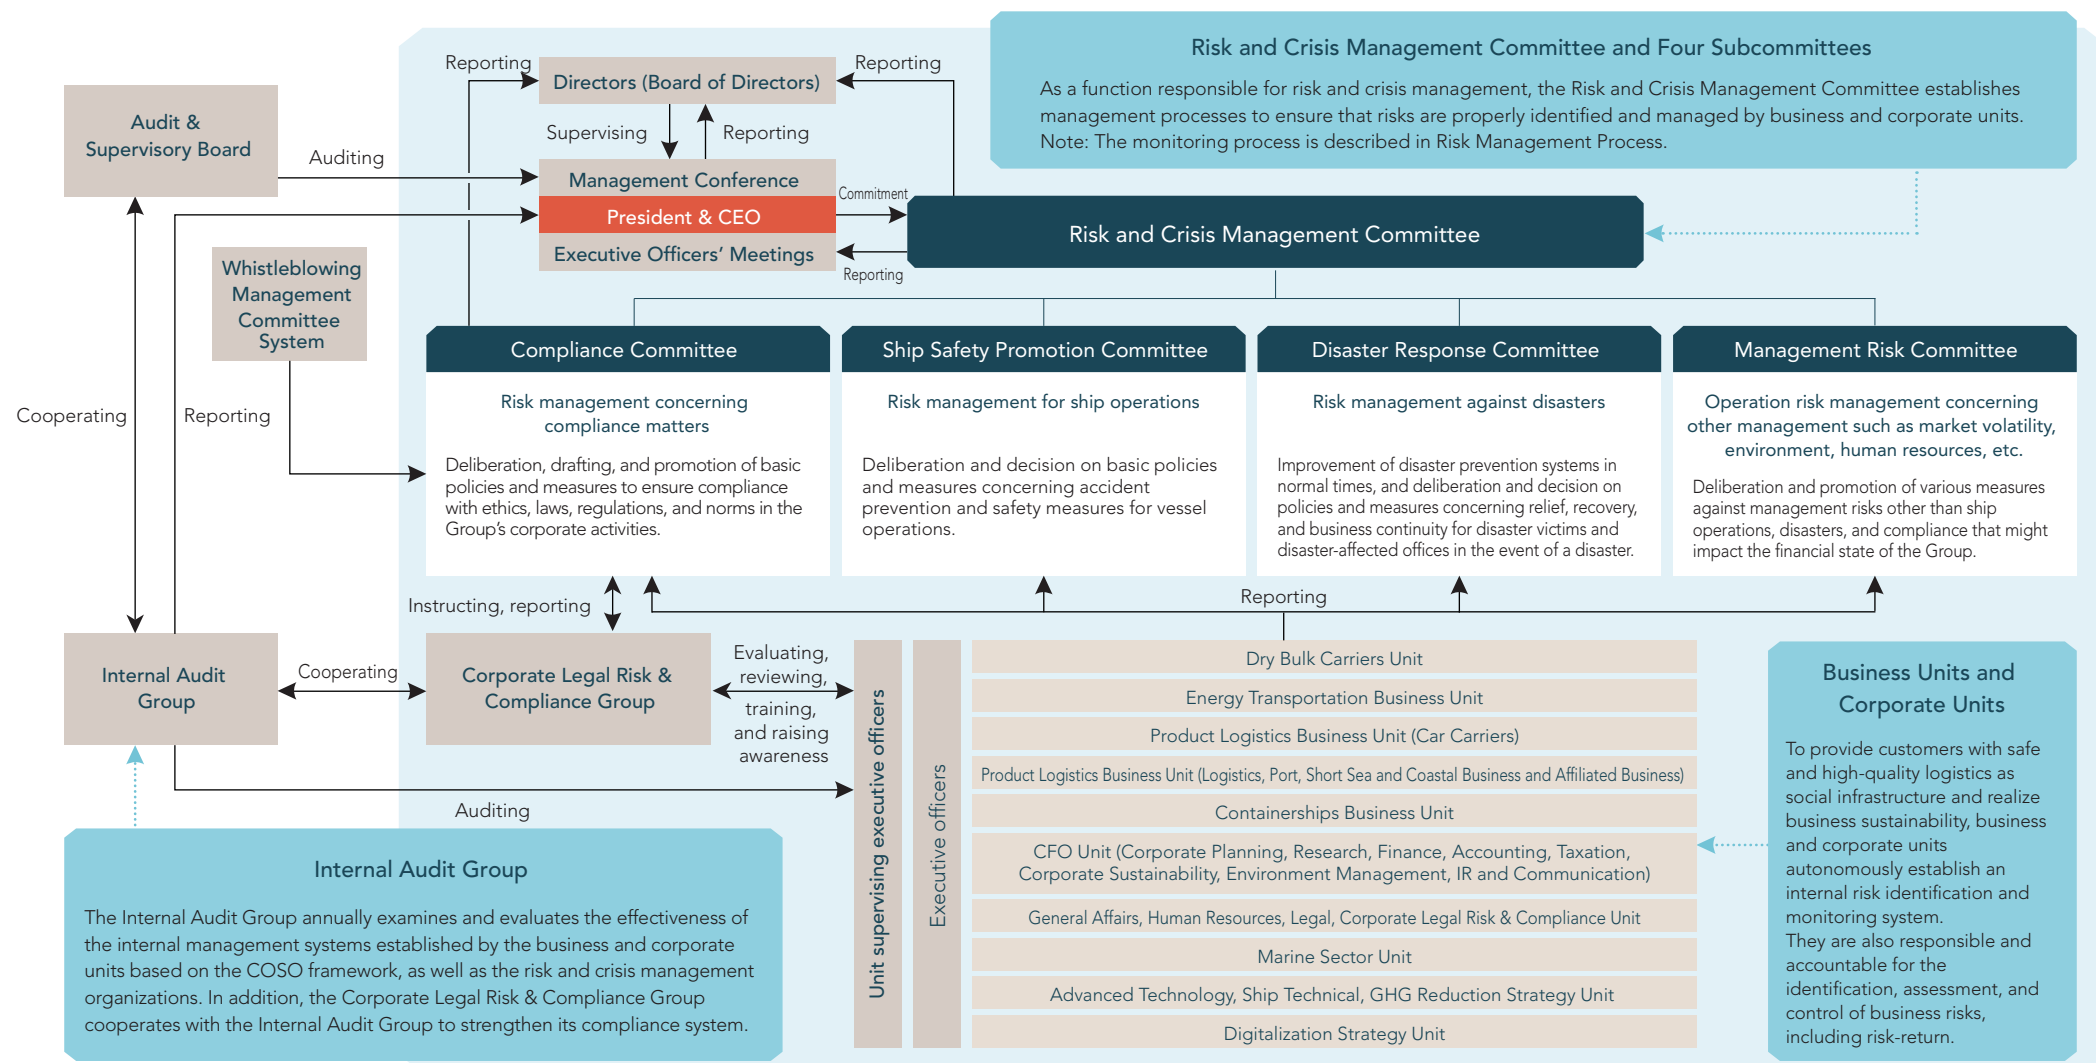 Risk and Crisis Management Committee and Four Subcommittees
As a function responsible for risk and crisis management, the Risk and Crisis Management Committee establishes
management processes to ensure that risks are properly identified and managed by business and corporate units.
Note: The monitoring process is described in Risk Management Process.
Reporting
Directors (Board of Directors)
Reporting
Supervising
Reporting
Audit &
Supervisory Board
Auditing
Management Conference
President & CEO
Executive Officers' Meetings
Commitment
Reporting
Risk and Crisis Management Committee
Whistleblowing
Management
Committee
System
Cooperating
Reporting
Compliance Committee
Risk management concerning
compliance matters
Deliberation, drafting, and promotion of basic
policies and measures to ensure compliance
with ethics, laws, regulations, and norms in the
Group's corporate activities.
Ship Safety Promotion Committee
Risk management for ship operations
Deliberation and decision on basic policies
and measures concerning accident
prevention and safety measures for vessel
operations.
Disaster Response Committee
Risk management against disasters
Improvement of disaster prevention systems in
normal times, and deliberation and decision on
policies and measures concerning relief, recovery,
and business continuity for disaster victims and
disaster-affected offices in the event of a disaster.
Management Risk Committee
Operation risk management concerning
other management such as market volatility,
environment, human resources, etc.
Deliberation and promotion of various measures
against management risks other than ship
operations, disasters, and compliance that might
impact the financial state of the Group.
Instructing, reporting
Reporting
Internal Audit
Group
Cooperating
Corporate Legal Risk &
Compliance Group
Evaluating,
reviewing,
training,
and raising
awareness
Auditing
Unit supervising executive officers
Executive officers
Dry Bulk Carriers Unit
Energy Transportation Business Unit
Product Logistics Business Unit (Car Carriers)
Product Logistics Business Unit (Logistics, Port, Short Sea and Coastal Business and Affiliated Business)
Containerships Business Unit
CFO Unit (Corporate Planning, Research, Finance, Accounting, Taxation,
Corporate Sustainability, Environment Management, IR and Communication)
General Affairs, Human Resources, Legal, Corporate Legal Risk & Compliance Unit
Marine Sector Unit
Advanced Technology, Ship Technical, GHG Reduction Strategy Unit
Digitalization Strategy Unit
Business Units and
Corporate Units
To provide customers with safe
and high-quality logistics as
social infrastructure and realize
business sustainability, business
and corporate units
autonomously establish an
internal risk identification and
monitoring system.
They are also responsible and
accountable for the
identification, assessment, and
control of business risks,
including risk-return.
Internal Audit Group
The Internal Audit Group annually examines and evaluates the effectiveness of
the internal management systems established by the business and corporate
units based on the COSO framework, as well as the risk and crisis management
organizations. In addition, the Corporate Legal Risk & Compliance Group
cooperates with the Internal Audit Group to strengthen its compliance system.